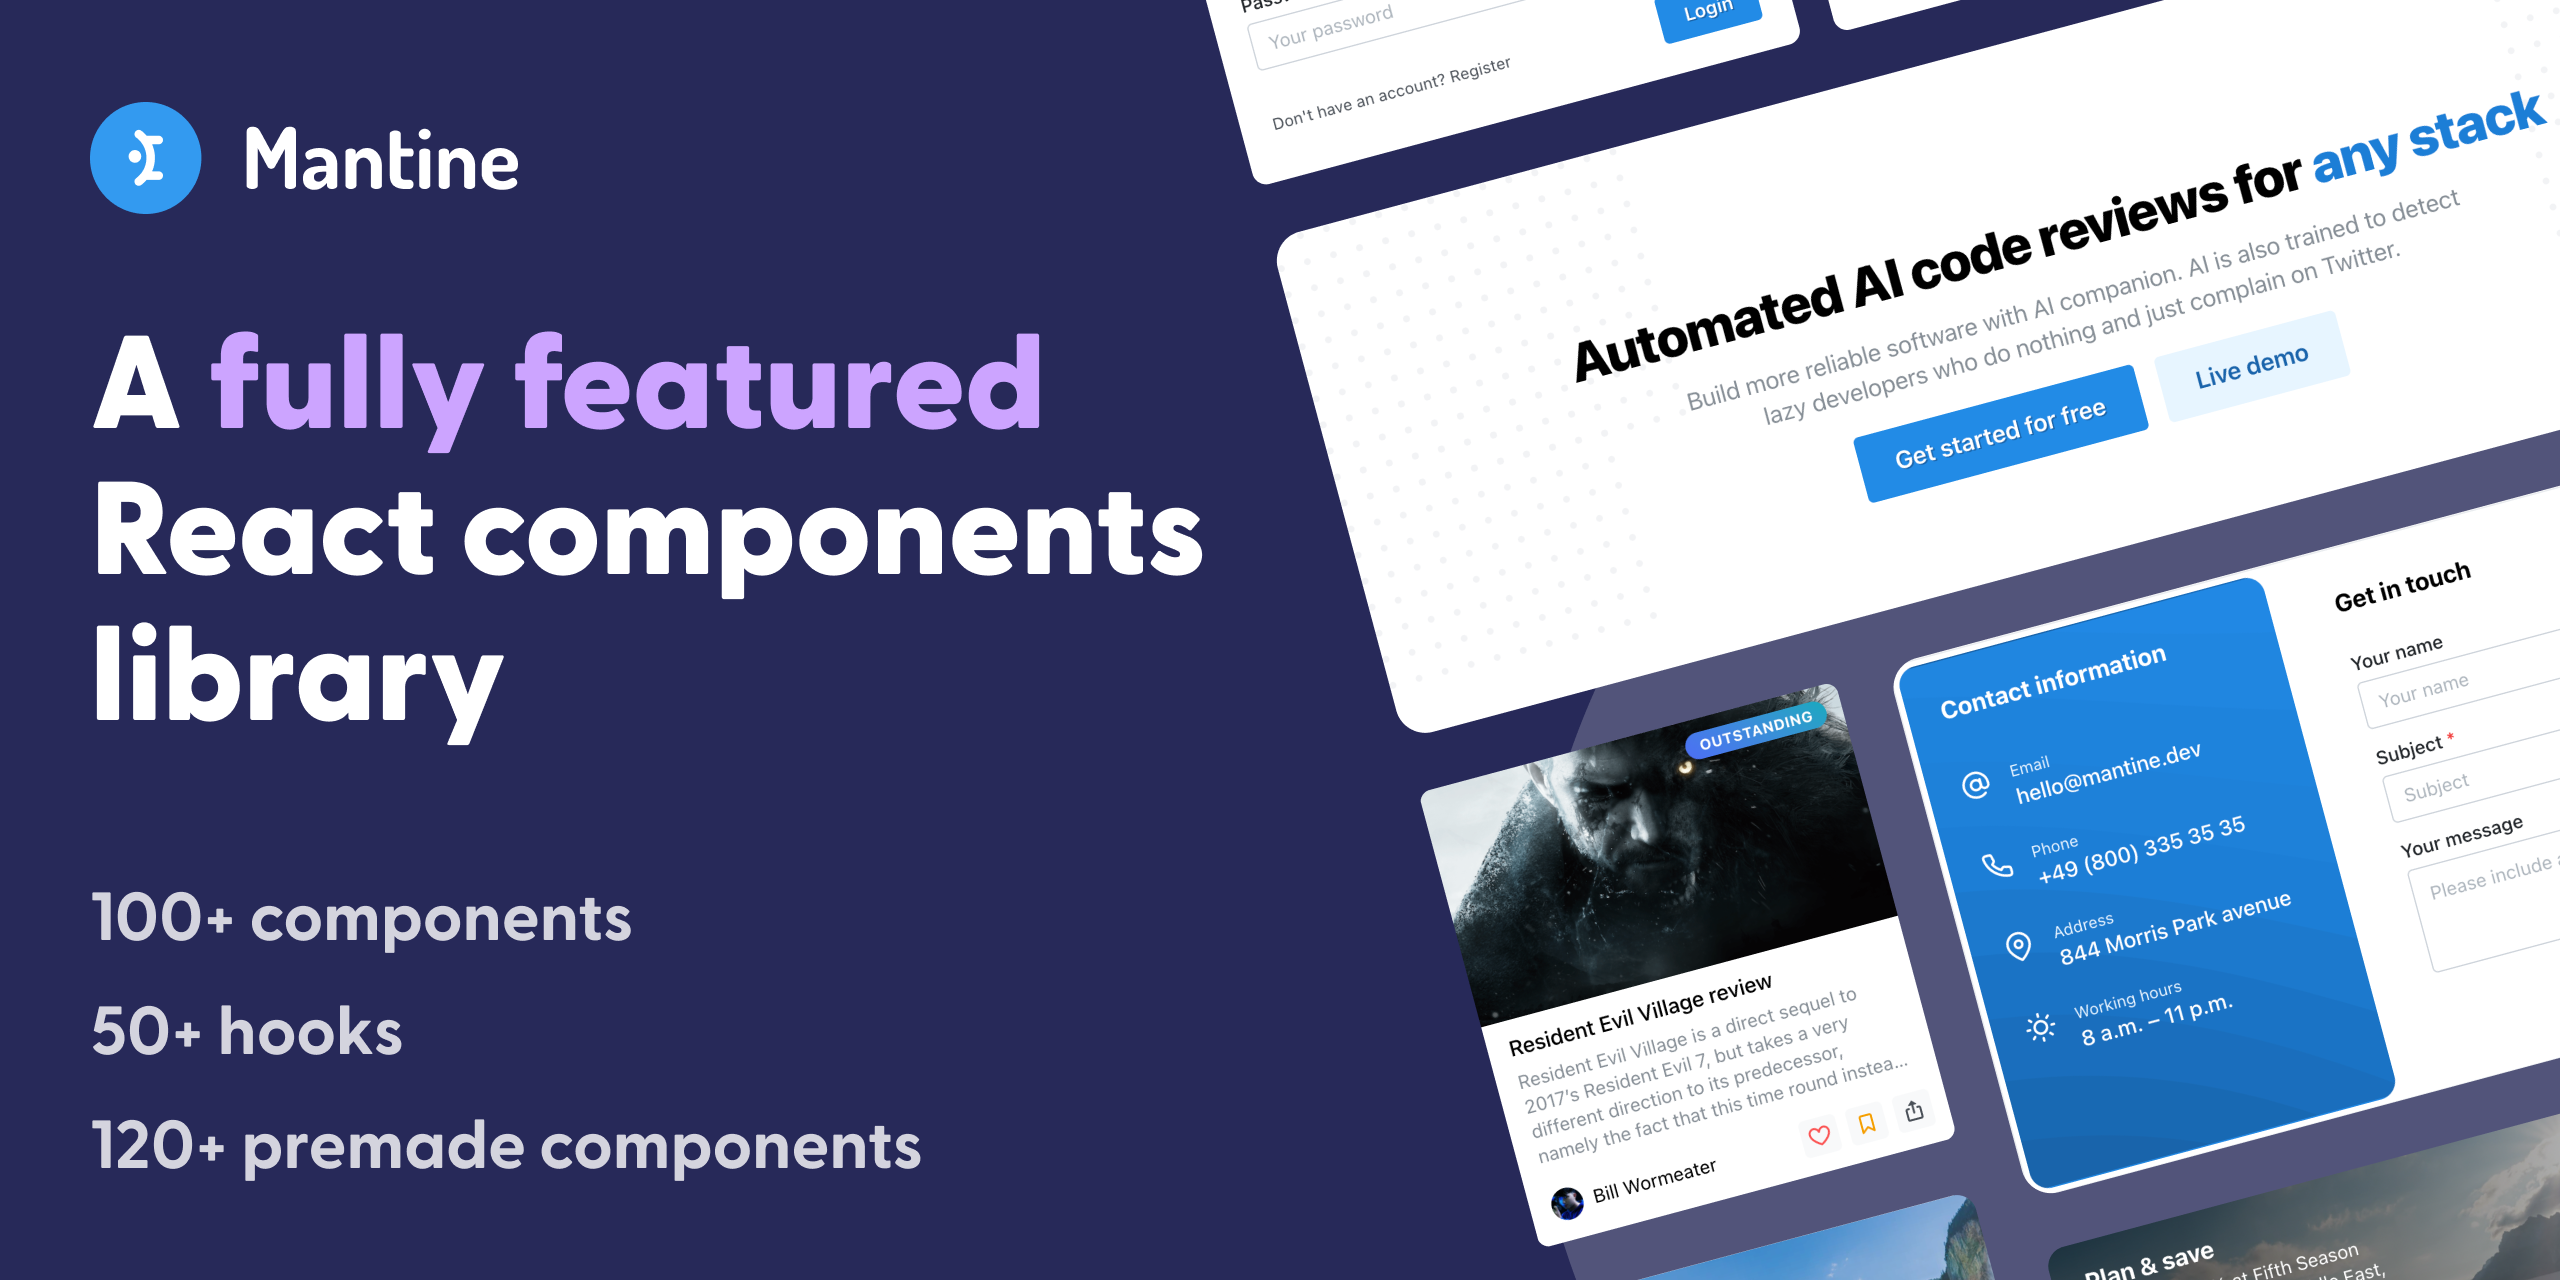 Mantine
A fully featured
React components
library
100+ components
50+ hooks
120+ premade components
Your password
Login
Don't have an account? Register
Automated AI code reviews for any stack
Build more reliable software with AI companion. AI is also trained to detect
lazy developers who do nothing and just complain on Twitter.
Get started for free
Live demo
OUTSTANDING
Resident Evil Village review
Resident Evil Village is a direct sequel to
2017's Resident Evil 7, but takes a very
different direction to its predecessor,
namely the fact that this time round instea...
Bill Wormeater
Contact information
Email
hello@mantine.dev
Phone
+49 (800) 335 35 35
Address
844 Morris Park avenue
Working hours
8 a.m. – 11 p.m.
Get in touch
Your name
Your name
Subject *
Subject
Your message
Please include
Plan & save
at Fifth Season
East,